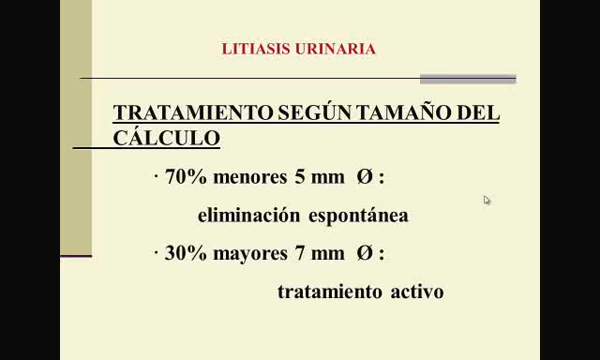 LITIASIS URINARIA
TRATAMIENTO SEGÚN TAMAÑO DEL
CÁLCULO
· 70% menores 5 mm Ø :
eliminación espontánea
· 30% mayores 7 mm Ø :
tratamiento activo